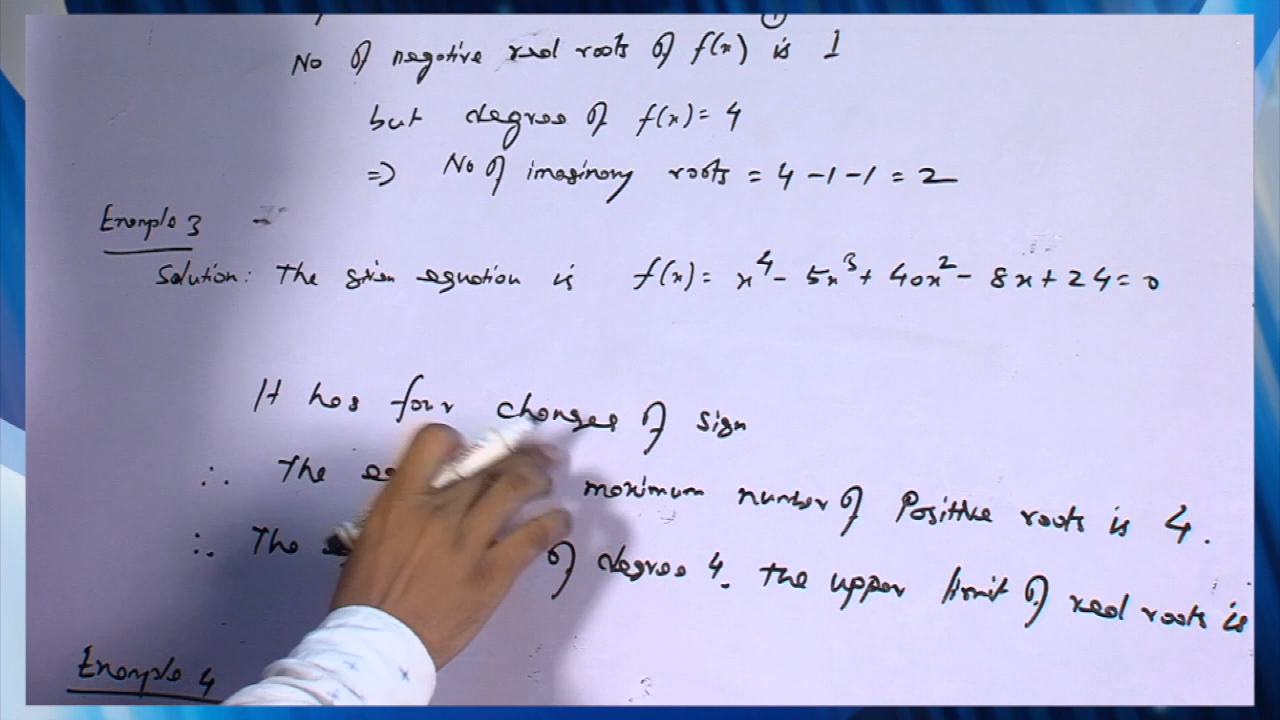 No of negative real roots of f(x) is 1
but degree of f(x) = 4
=> No of imaginary roots = 4 - 1 - 1 = 2
Example 3
Solution: The given equation is f(x) = x^4 - 5x^3 + 40x^2 - 8x + 24 = 0
It has four changes of sign
∴ The maximum number of Positive roots is 4.
∴ The of degree 4. The upper limit of real roots is
Example 4